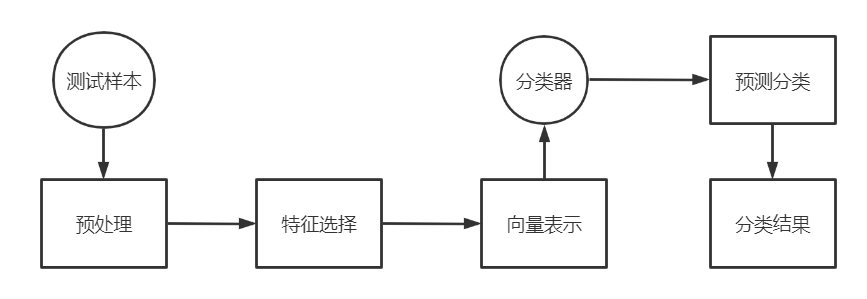 测试样本
预处理
特征选择
向量表示
分类器
预测分类
分类结果